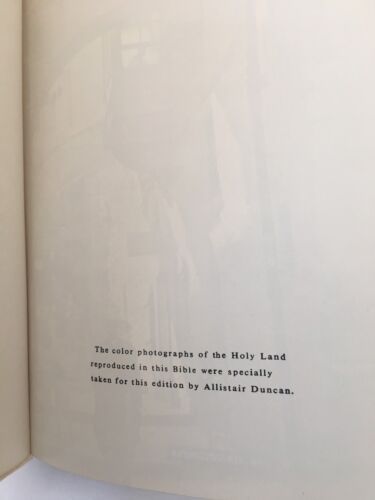 The color photographs of the Holy Land
reproduced in this Bible were specially
taken for this edition by Allistair Duncan.